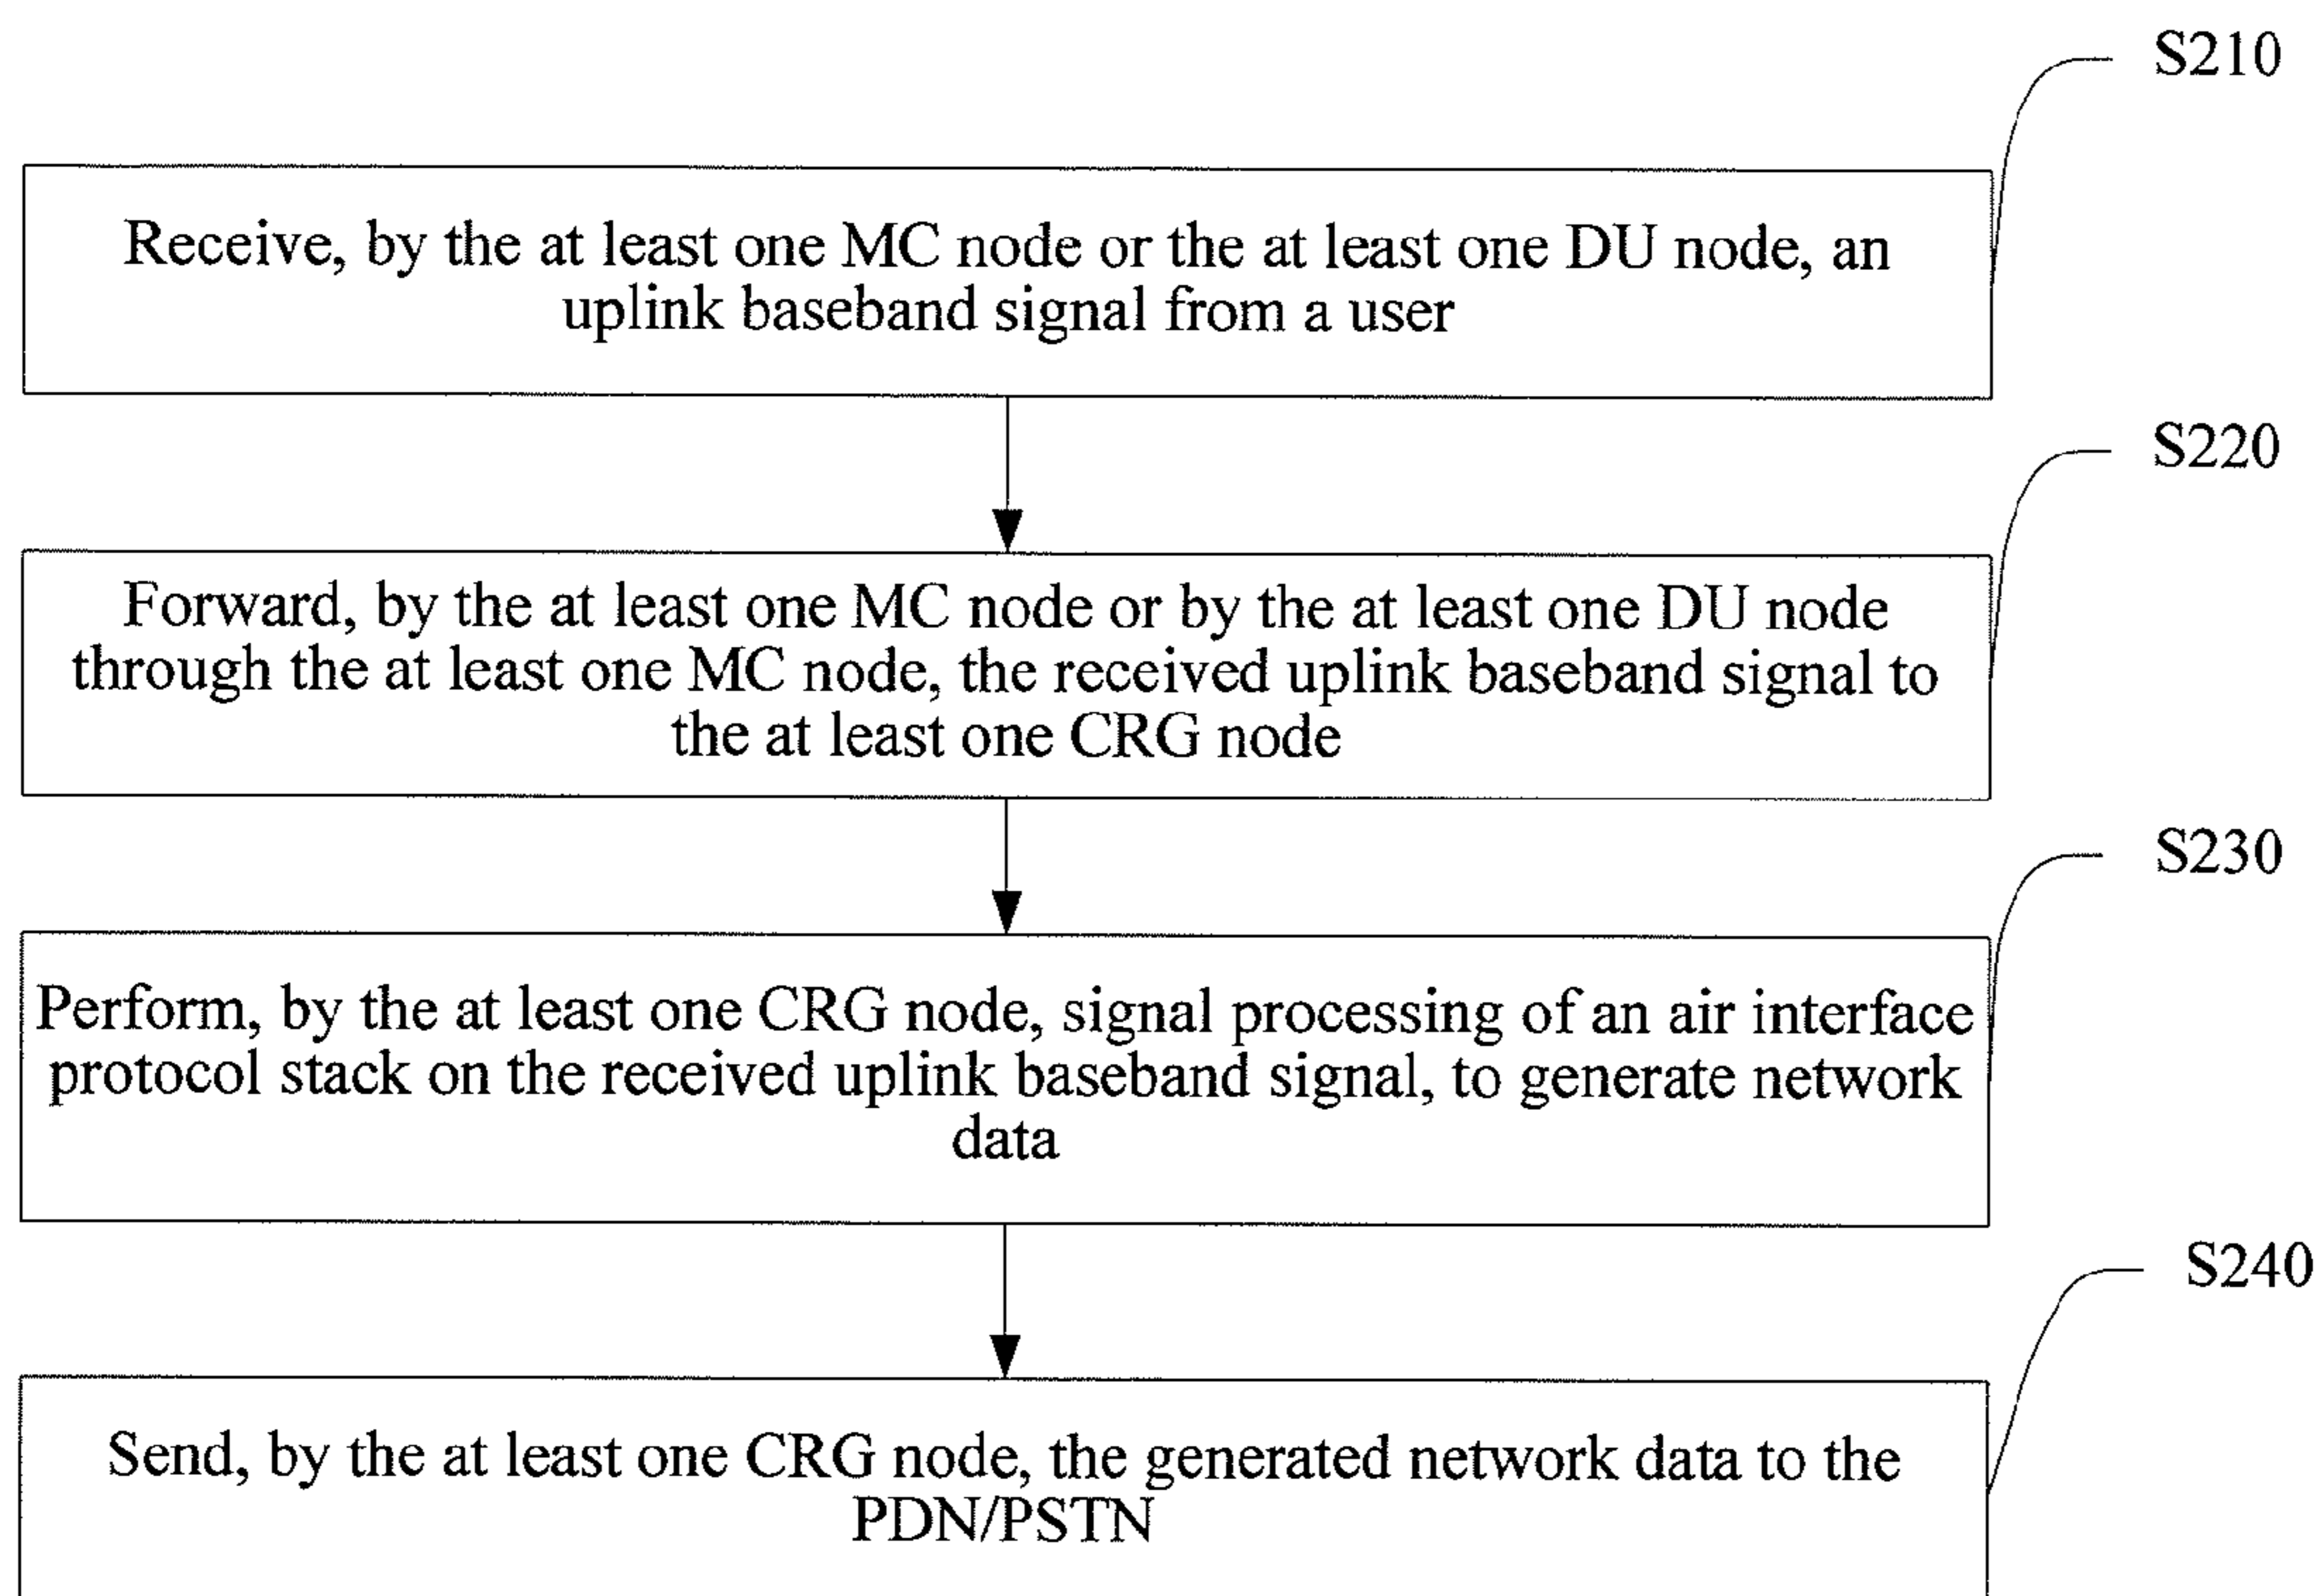 S210
Receive, by the at least one MC node or the at least one DU node, an
uplink baseband signal from a user
S220
Forward, by the at least one MC node or by the at least one DU node
through the at least one MC node, the received uplink baseband signal to
the at least one CRG node
S230
Perform, by the at least one CRG node, signal processing of an air interface
protocol stack on the received uplink baseband signal, to generate network
data
S240
Send, by the at least one CRG node, the generated network data to the
PDN/PSTN